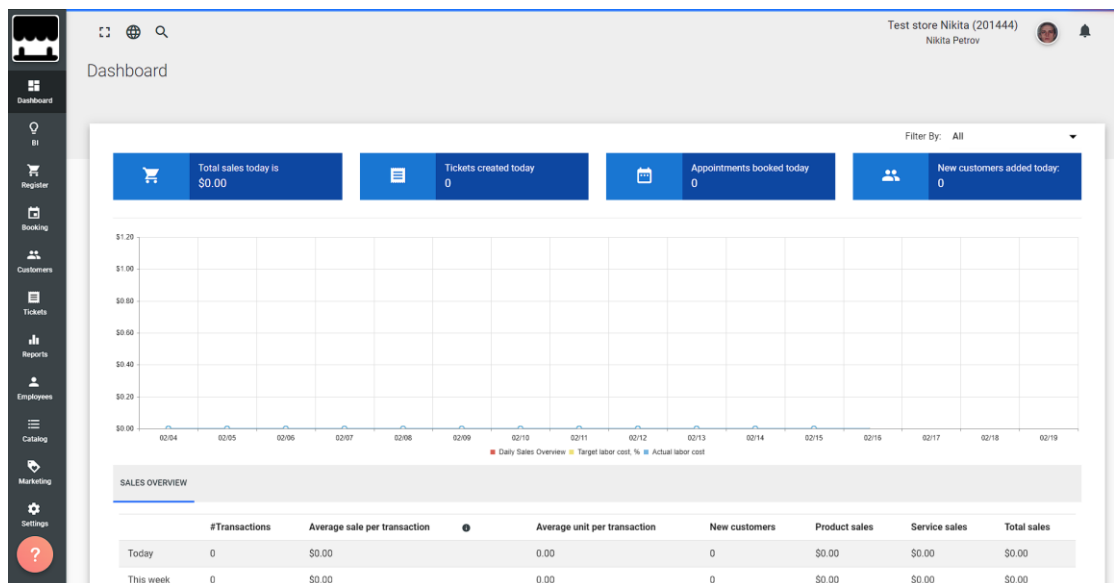 Test store Nikita (201444)
Nikita Petrov
Dashboard
Dashboard
BI
Register
Booking
Customers
Tickets
Reports
Employees
Catalog
Marketing
Settings
?
Filter By: All
Total sales today is
$0.00
Tickets created today
0
Appointments booked today
0
New customers added today:
0
$1.20
$1.00
$0.80
$0.60
$0.40
$0.20
$0.00
02/04 02/05 02/06 02/07 02/08 02/09 02/10 02/11 02/12 02/13 02/14 02/15 02/16 02/17 02/18 02/19
Daily Sales Overview Target labor cost, % Actual labor cost
SALES OVERVIEW
#Transactions Average sale per transaction Average unit per transaction New customers Product sales Service sales Total sales
Today 0 $0.00 0.00 0 $0.00 $0.00 $0.00
This week 0 $0.00 0.00 0 $0.00 $0.00 $0.00